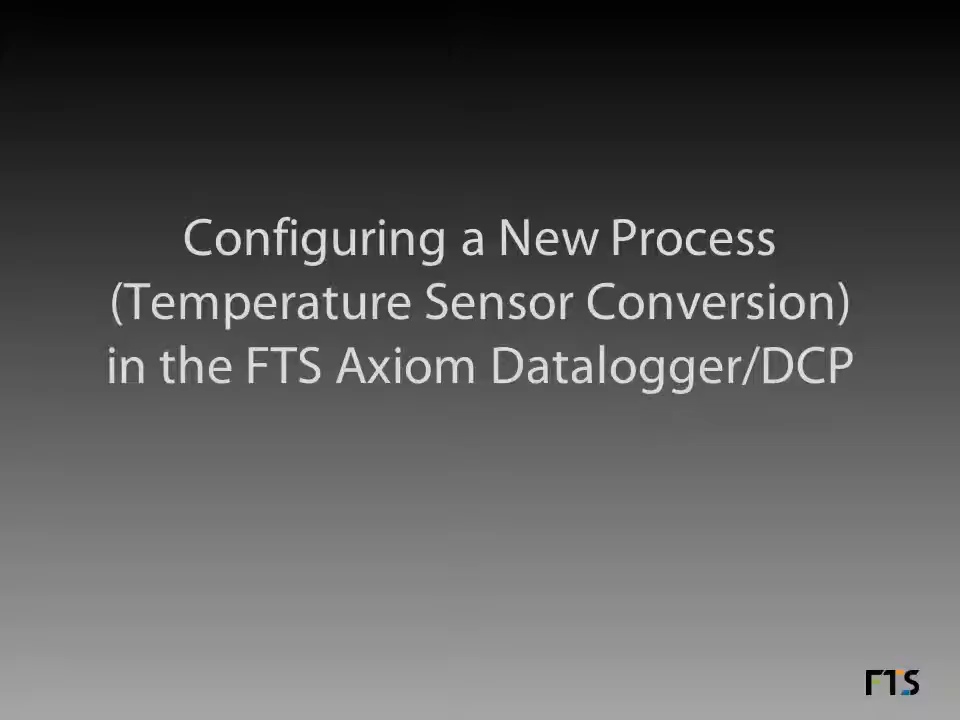 Configuring a New Process
(Temperature Sensor Conversion)
in the FTS Axiom Datalogger/DCP
FTS